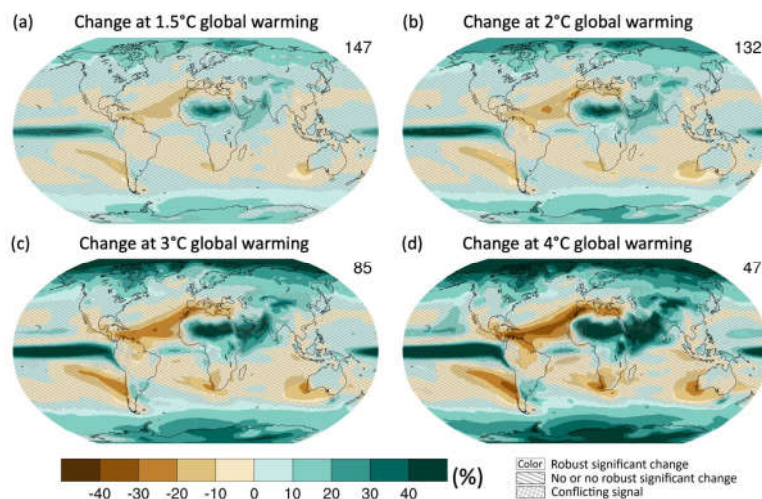 (a) Change at 1.5°C global warming 147
(b) Change at 2°C global warming 132
(c) Change at 3°C global warming 85
(d) Change at 4°C global warming 47
-40 -30 -20 -10 0 10 20 30 40 (%)
Color Robust significant change
No or no robust significant change
Conflicting signal